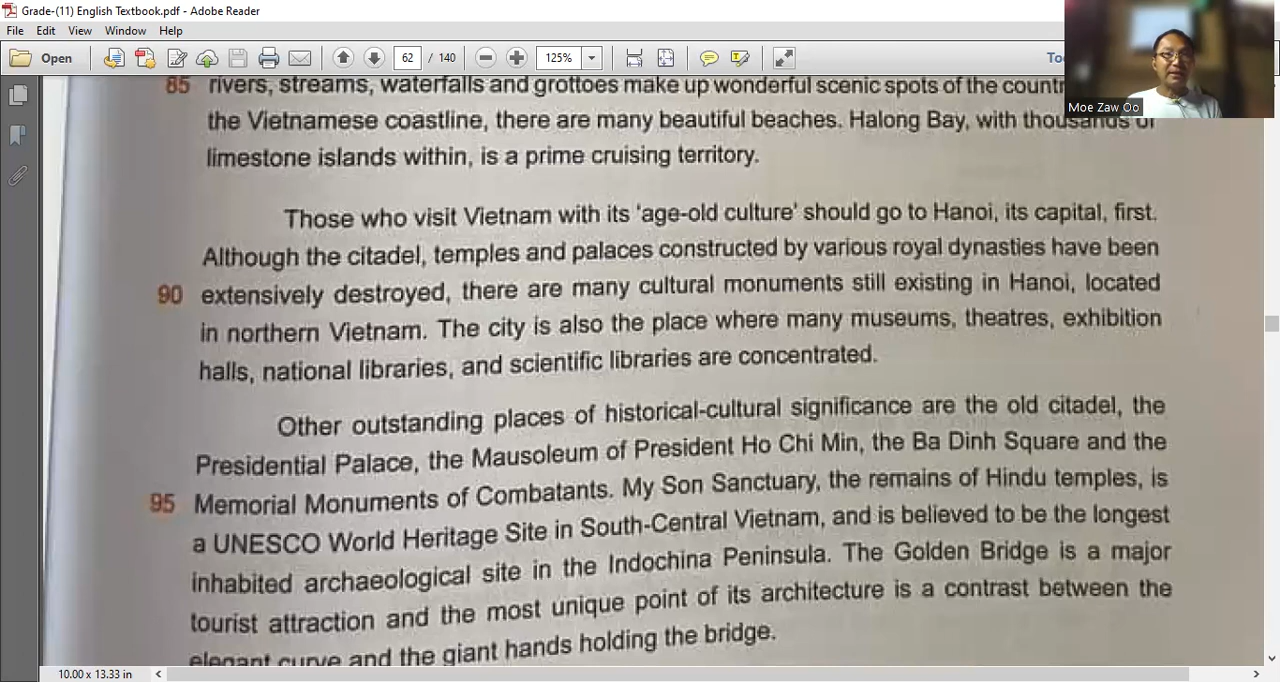 Grade-(11) English Textbook.pdf - Adobe Reader
File Edit View Window Help
Open 62 / 140 125%
Moe Zaw Oo
85 rivers, streams, waterfalls and grottoes make up wonderful scenic spots of the
the Vietnamese coastline, there are many beautiful beaches. Halong Bay, with thousands of
limestone islands within, is a prime cruising territory.
Those who visit Vietnam with its 'age-old culture' should go to Hanoi, its capital, first.
Although the citadel, temples and palaces constructed by various royal dynasties have been
90 extensively destroyed, there are many cultural monuments still existing in Hanoi, located
in northern Vietnam. The city is also the place where many museums, theatres, exhibition
halls, national libraries, and scientific libraries are concentrated.
Other outstanding places of historical-cultural significance are the old citadel, the
Presidential Palace, the Mausoleum of President Ho Chi Min, the Ba Dinh Square and the
95 Memorial Monuments of Combatants. My Son Sanctuary, the remains of Hindu temples, is
a UNESCO World Heritage Site in South-Central Vietnam, and is believed to be the longest
inhabited archaeological site in the Indochina Peninsula. The Golden Bridge is a major
tourist attraction and the most unique point of its architecture is a contrast between the
elegant curve and the giant hands holding the bridge.
10.00 x 13.33 in